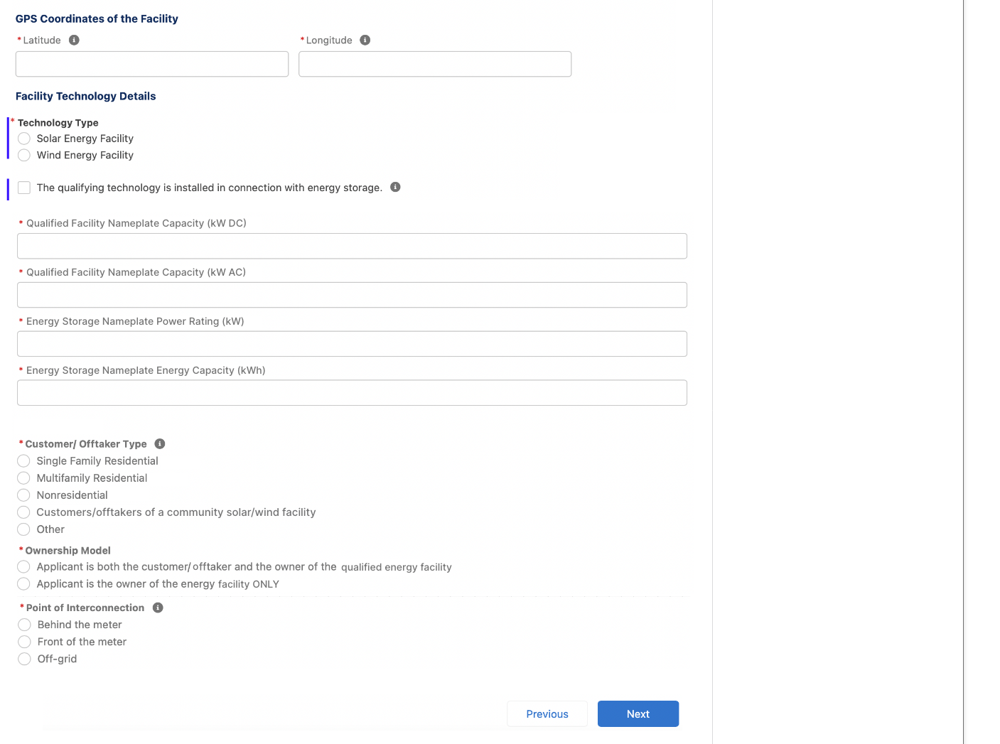 GPS Coordinates of the Facility
* Latitude
* Longitude
Facility Technology Details
* Technology Type
Solar Energy Facility
Wind Energy Facility
The qualifying technology is installed in connection with energy storage.
* Qualified Facility Nameplate Capacity (kW DC)
* Qualified Facility Nameplate Capacity (kW AC)
* Energy Storage Nameplate Power Rating (kW)
* Energy Storage Nameplate Energy Capacity (kWh)
* Customer/ Offtaker Type
Single Family Residential
Multifamily Residential
Nonresidential
Customers/offtakers of a community solar/wind facility
Other
* Ownership Model
Applicant is both the customer/ offtaker and the owner of the qualified energy facility
Applicant is the owner of the energy facility ONLY
* Point of Interconnection
Behind the meter
Front of the meter
Off-grid
Previous
Next